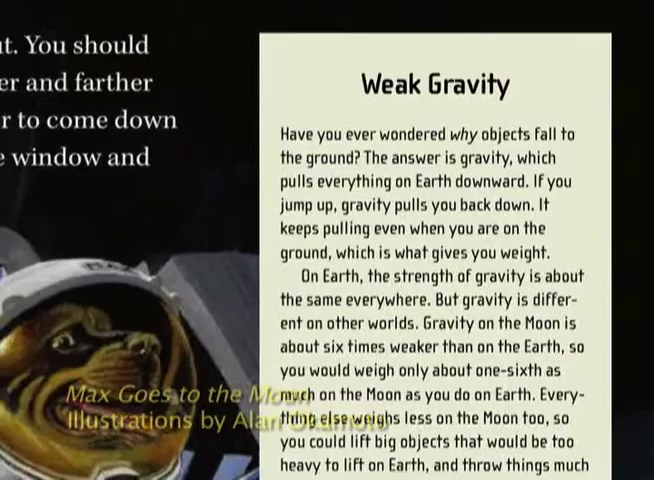 t. You should
er and farther
r to come down
e window and
Weak Gravity
Have you ever wondered why objects fall to
the ground? The answer is gravity, which
pulls everything on Earth downward. If you
jump up, gravity pulls you back down. It
keeps pulling even when you are on the
ground, which is what gives you weight.
On Earth, the strength of gravity is about
the same everywhere. But gravity is differ-
ent on other worlds. Gravity on the Moon is
about six times weaker than on the Earth, so
you would weigh only about one-sixth as
much on the Moon as you do on Earth. Every-
thing else weighs less on the Moon too, so
you could lift big objects that would be too
heavy to lift on Earth, and throw things much
Max Goes to the Moon
Illustrations by Alan Okamoto